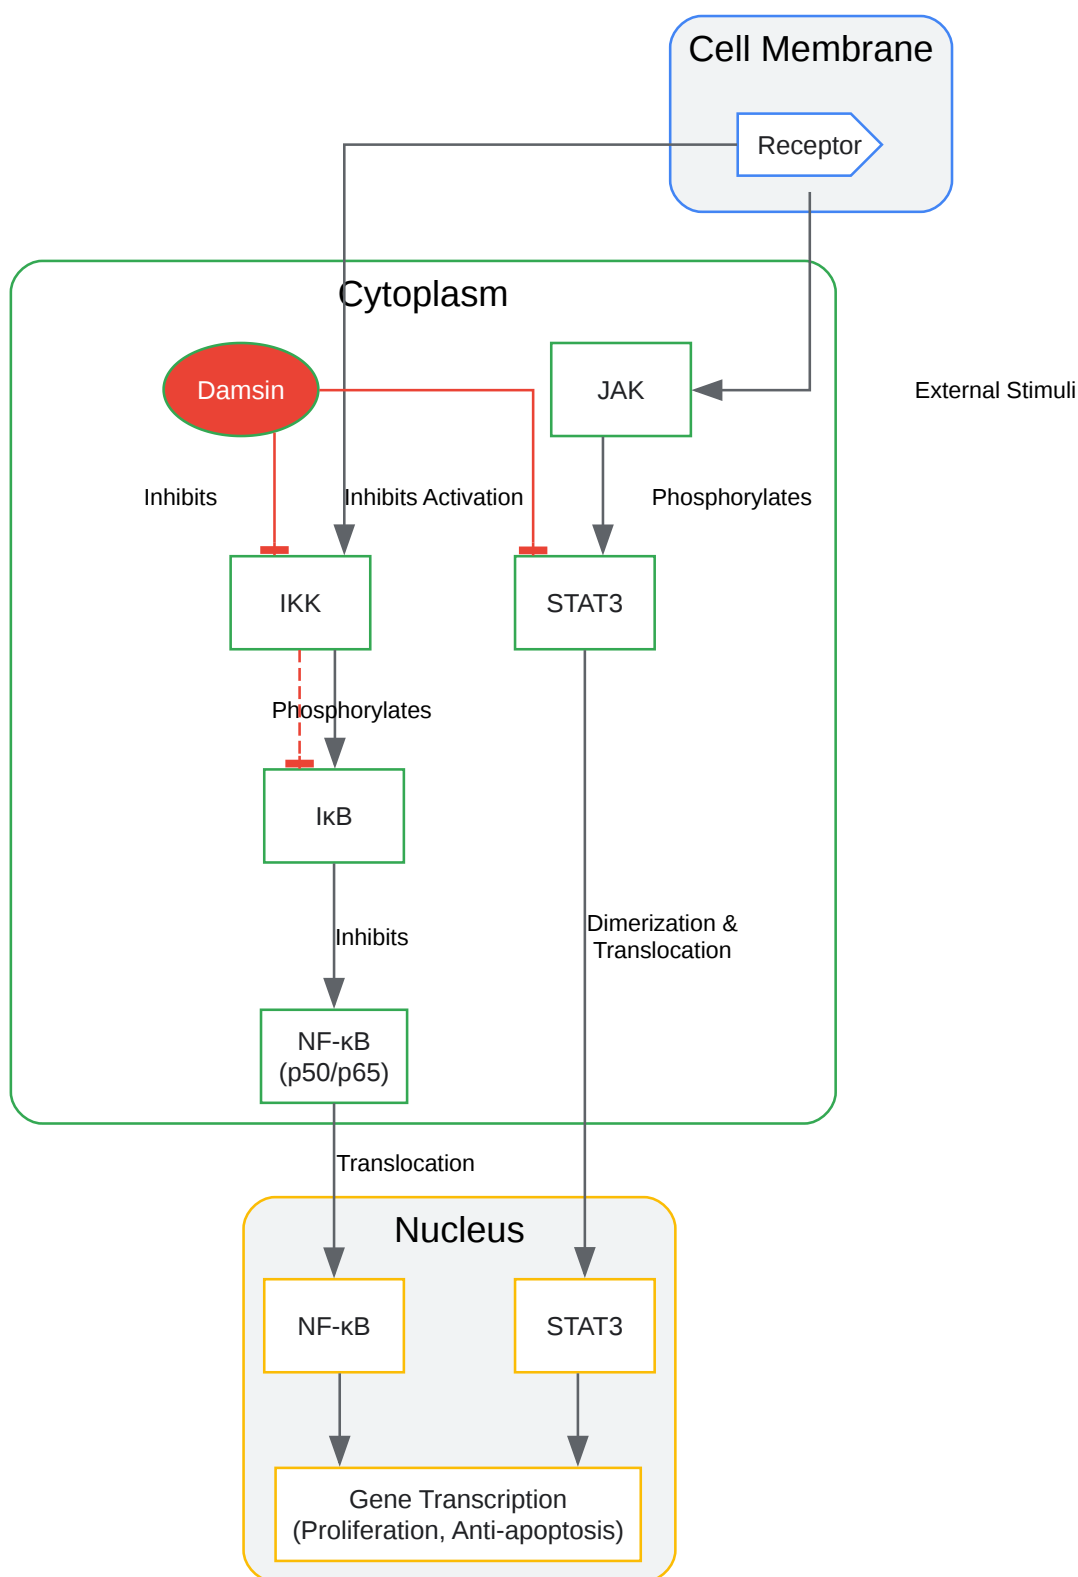 Cell Membrane
Receptor
Cytoplasm
Damsin
JAK
External Stimuli
Inhibits
Inhibits Activation
Phosphorylates
IKK
STAT3
Phosphorylates
IκB
Inhibits
Dimerization &
Translocation
NF-κB
(p50/p65)
Translocation
Nucleus
NF-κB
STAT3
Gene Transcription
(Proliferation, Anti-apoptosis)